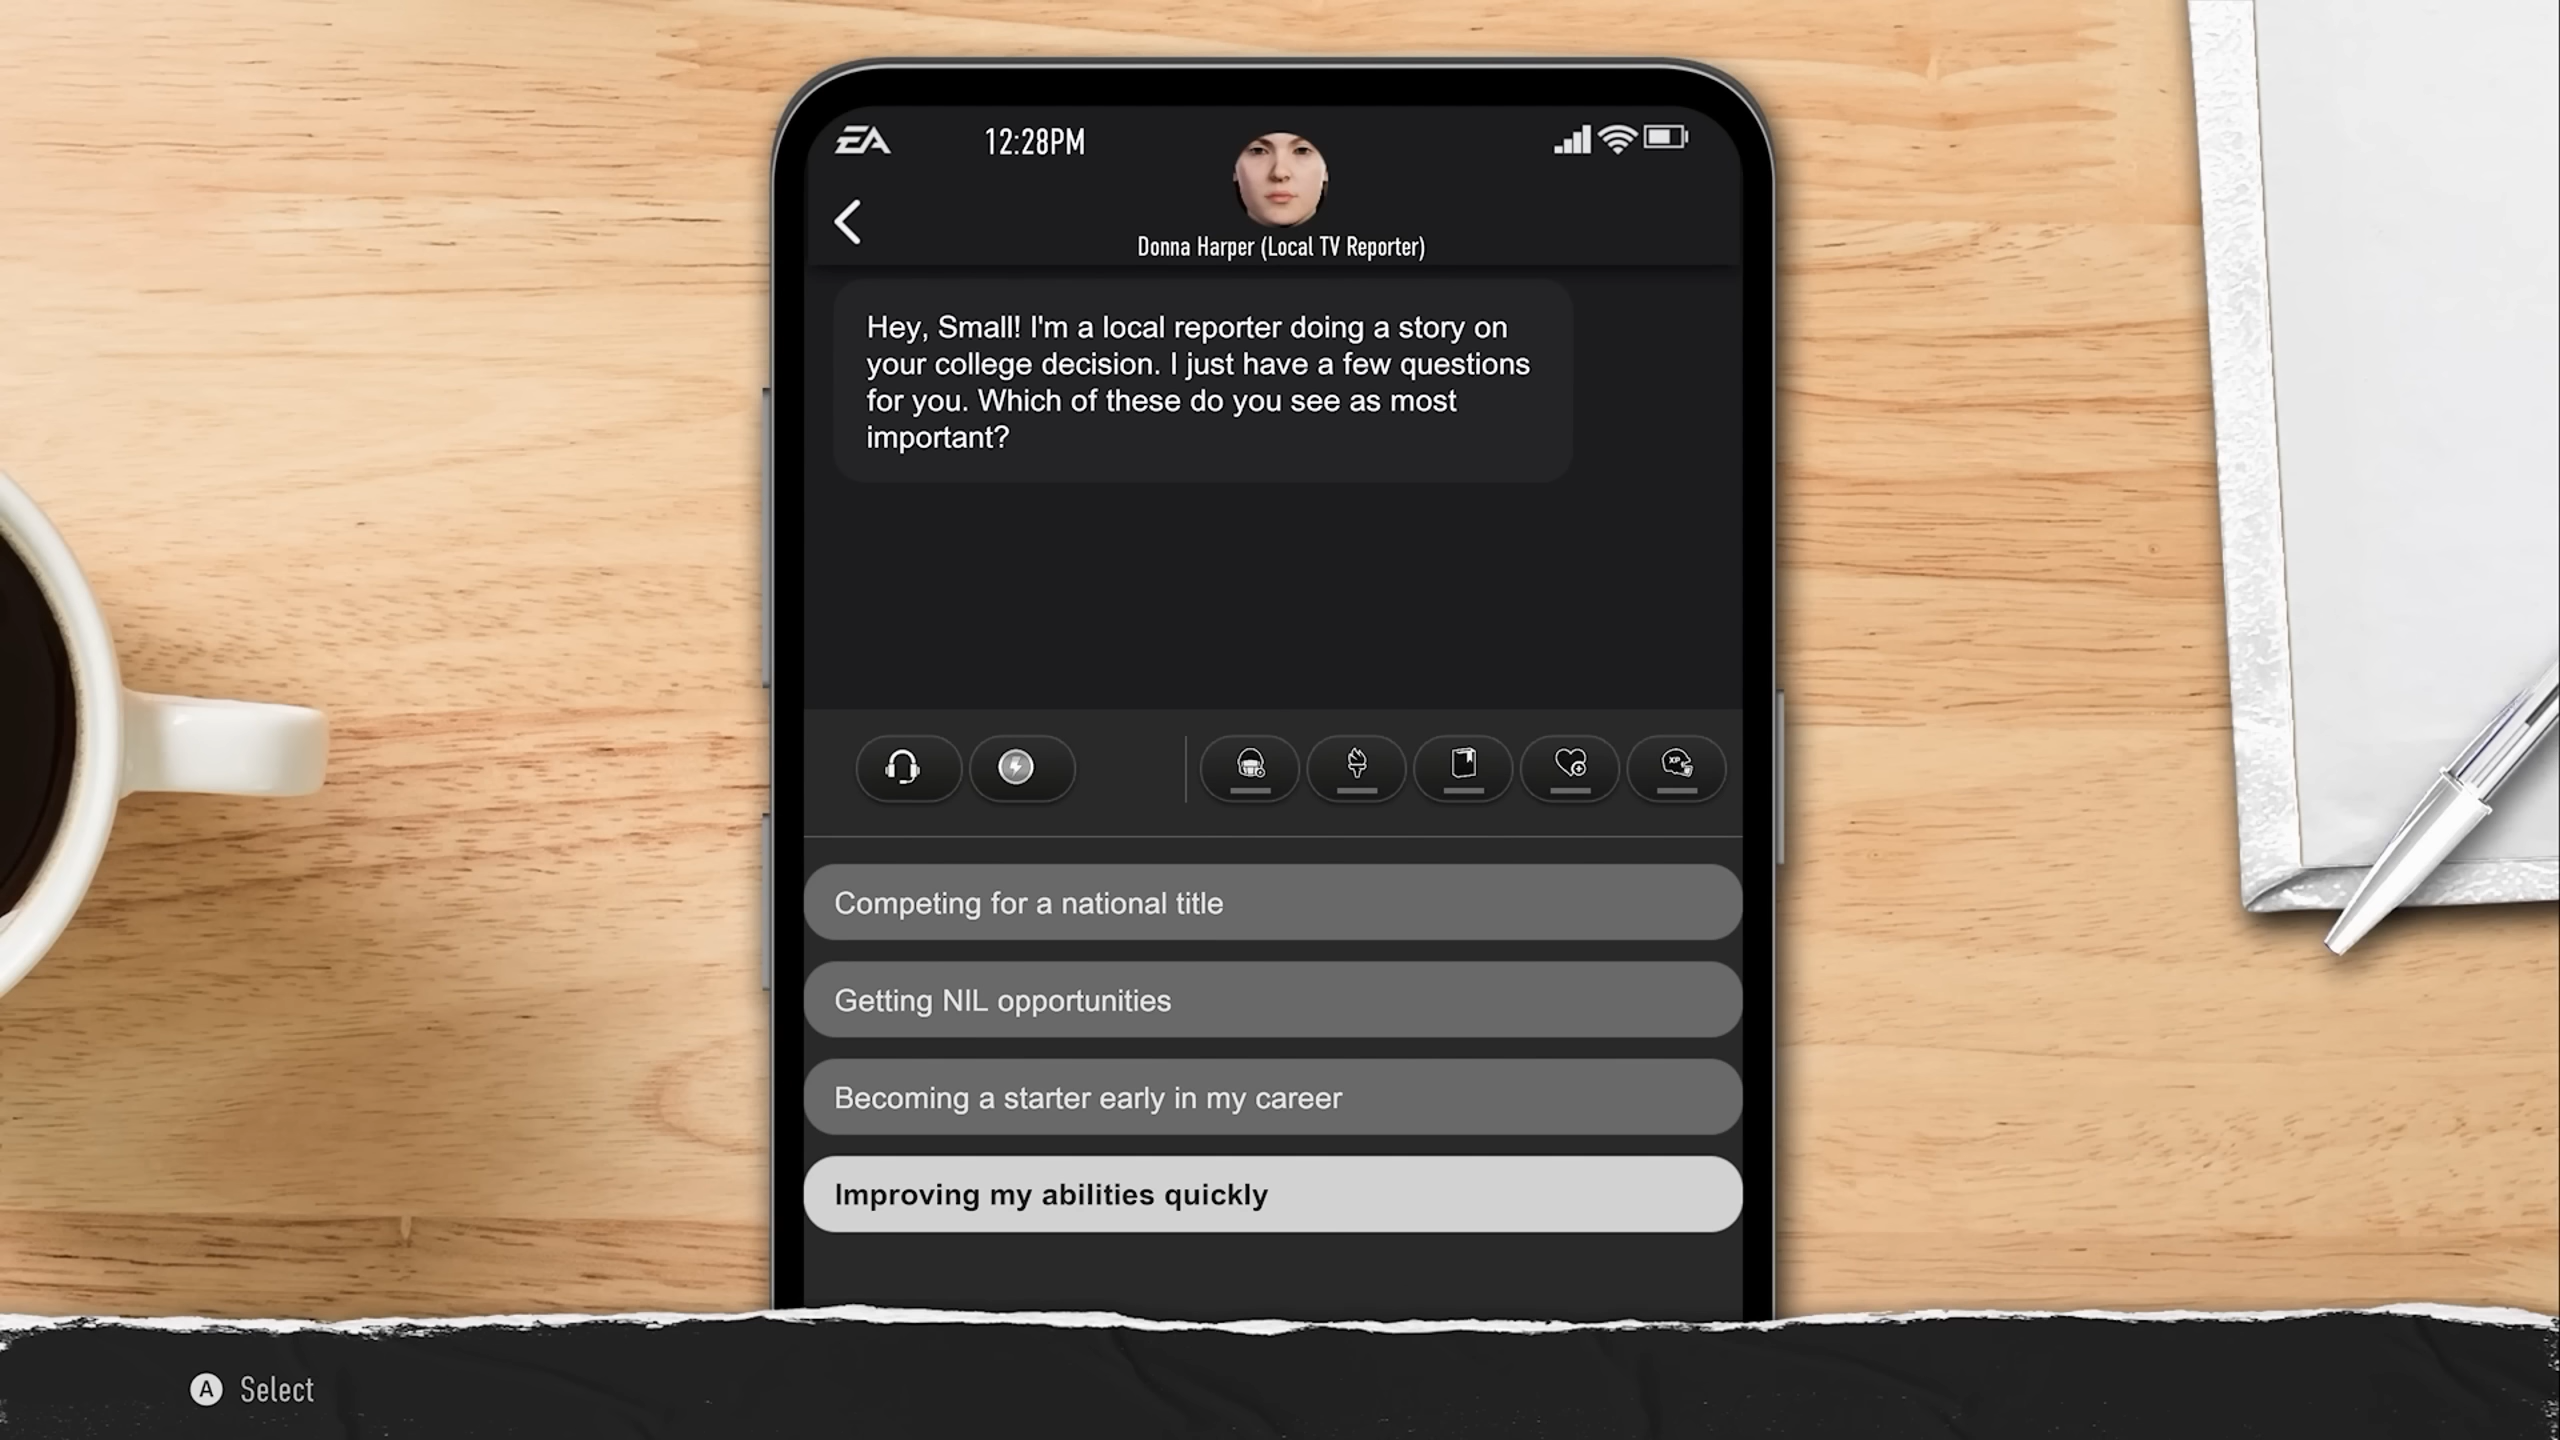 EA
12:28PM
Donna Harper (Local TV Reporter)
Hey, Small! I'm a local reporter doing a story on
your college decision. I just have a few questions
for you. Which of these do you see as most
important?
XP
Competing for a national title
Getting NIL opportunities
Becoming a starter early in my career
Improving my abilities quickly
A Select